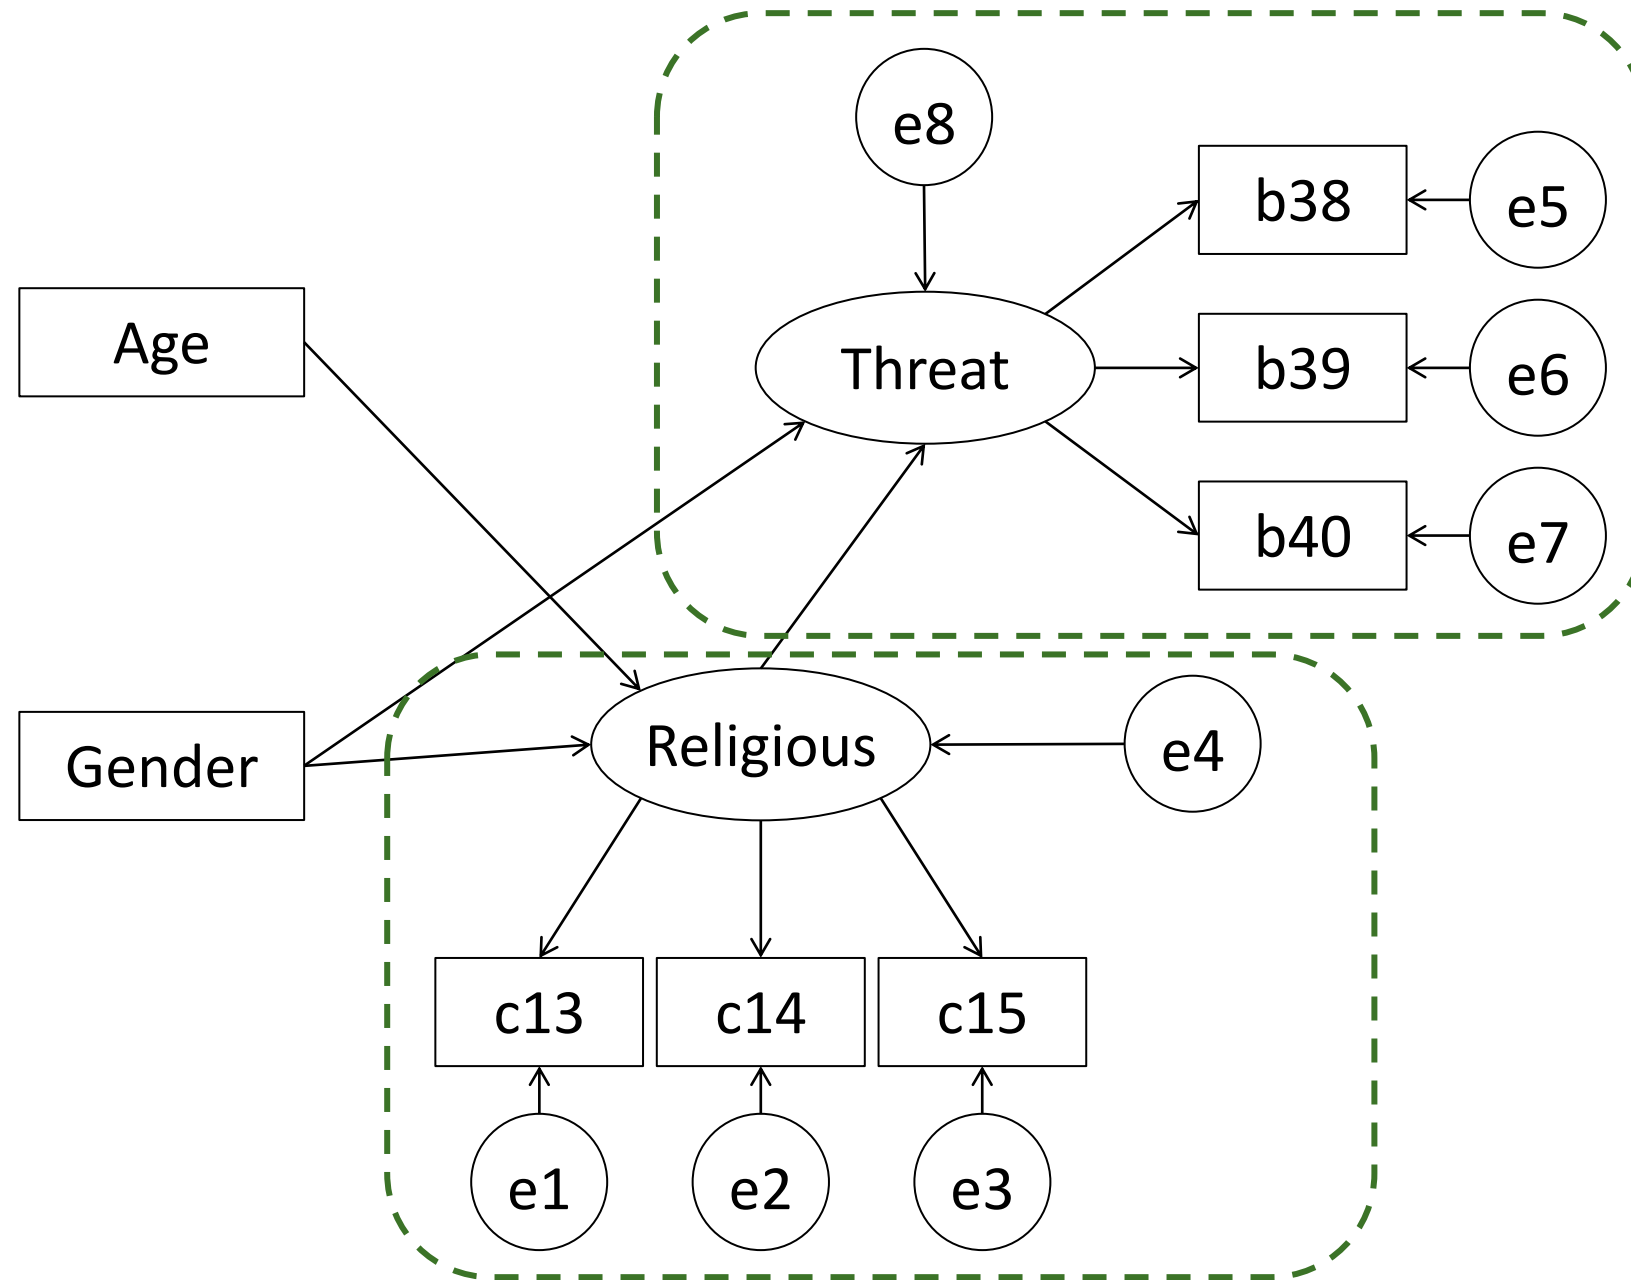 e8
b38
e5
Age
Threat
b39
e6
b40
e7
Gender
Religious
e4
c13
c14
c15
e1
e2
e3